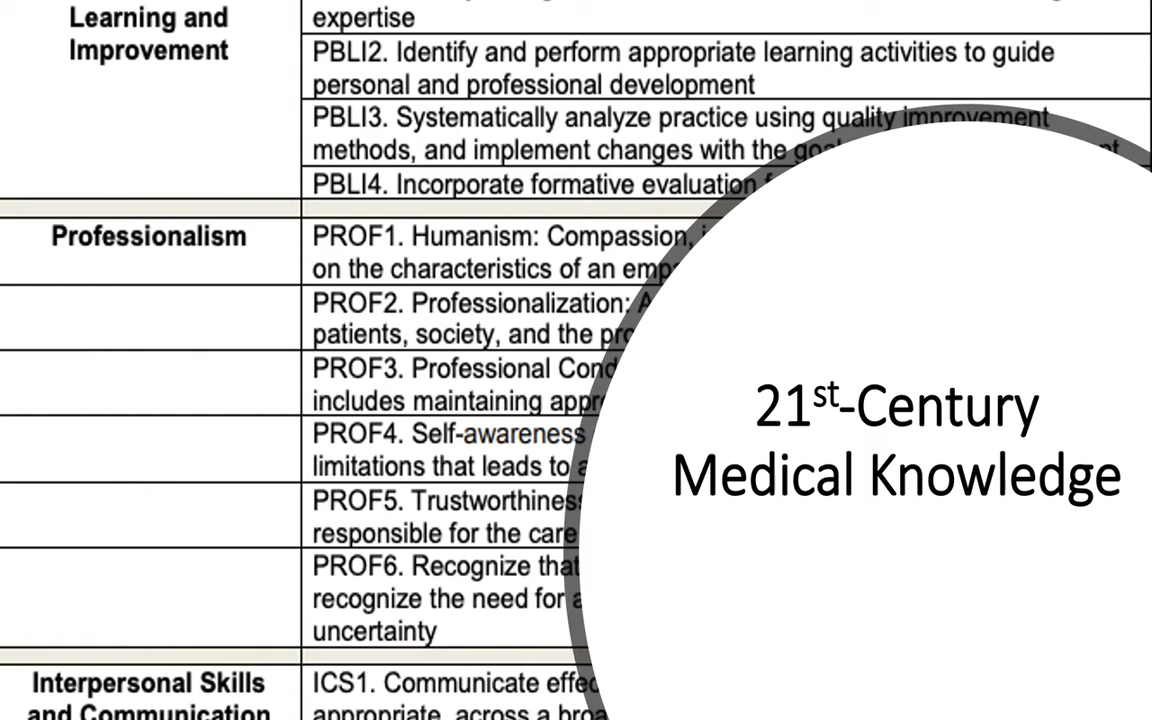 Learning and
Improvement
expertise
PBLI2. Identify and perform appropriate learning activities to guide
personal and professional development
PBLI3. Systematically analyze practice using quality improvement
methods, and implement changes with the
PBLI4. Incorporate formative evaluation
Professionalism
PROF1. Humanism: Compassion,
on the characteristics of an
PROF2. Professionalization:
patients, society, and the
PROF3. Professional
includes maintaining
PROF4. Self-awareness
limitations that leads to
PROF5.
responsible for the care
PROF6. Recognize that
recognize the need for
uncertainty
Interpersonal Skills
and Communication
ICS1. Communicate
appropriate, across a
21st-Century
Medical Knowledge